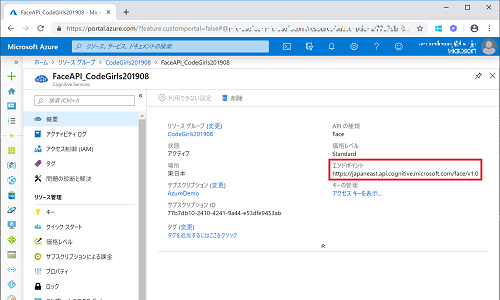 FaceAPI_CodeGirls201908 - Micros
https://portal.azure.com/?feature.customportal=false#@
Microsoft Azure
リソース、サービス、ドキュメントの検索
MICROSOFT
ホーム > リソース グループ > CodeGirls201908 > FaceAPI_CodeGirls201908
FaceAPI_CodeGirls201908
Cognitive Services
検索 (Ctrl+/)
概要
アクティビティ ログ
アクセス制御 (IAM)
タグ
問題の診断と解決
リソース管理
キー
クイック スタート
価格レベル
サブスクリプションによる課金
プロパティ
ロック
利用できない設定
削除
リソース グループ (変更)
CodeGirls201908
状態
アクティブ
場所
東日本
サブスクリプション (変更)
AzureDemo
サブスクリプション ID
77b7db10-2410-4241-9a44-e53dfe9453ab
タグ (変更)
タグを追加するにはここをクリック
API の種類
Face
価格レベル
Standard
エンドポイント
https://japaneast.api.cognitive.microsoft.com/face/v1.0
キーの管理
アクセス キーを表示...